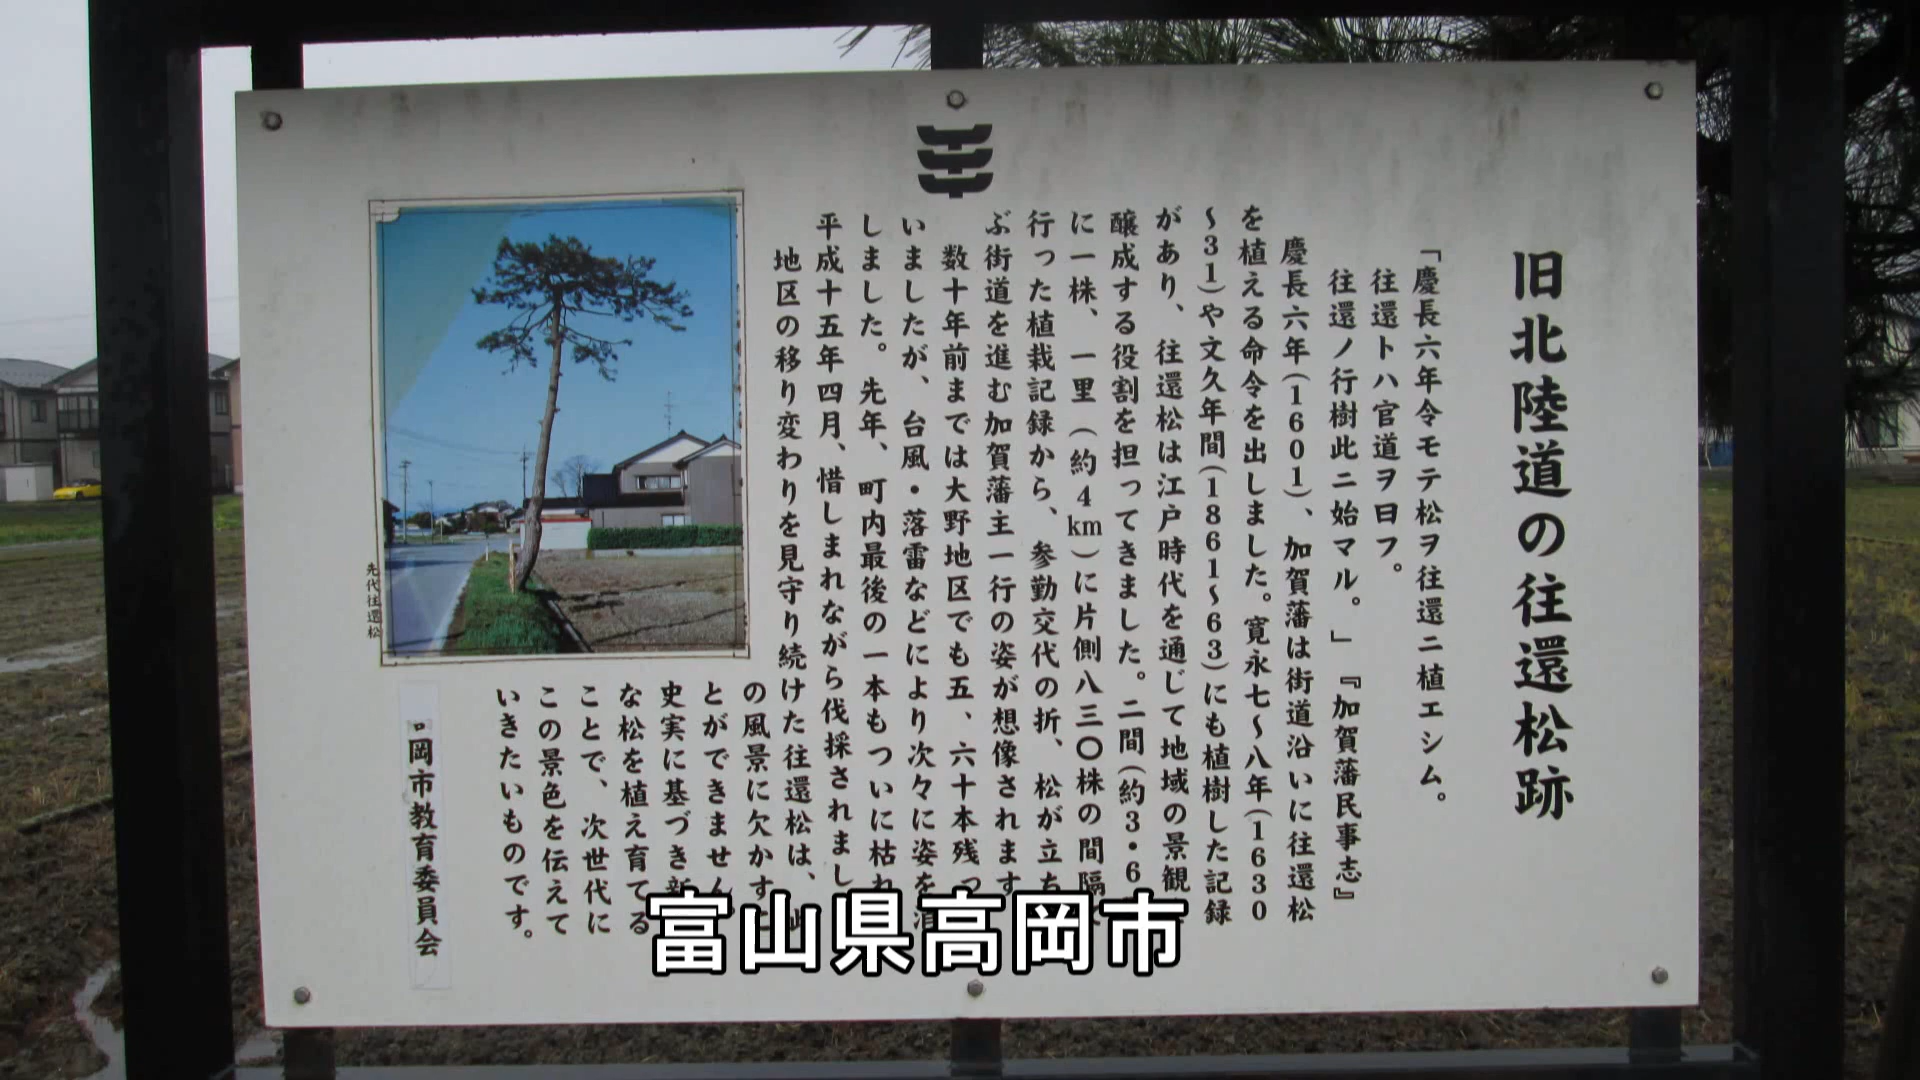 旧北陸道の往還松跡
「慶長六年令モテ松ヲ往還ニ植エシム。
往還トハ官道ヲ曰フ。
往還ノ行樹此ニ始マル。」『加賀藩民事志』
慶長六年(1601)、加賀藩は街道沿いに往還松
を植える命令を出しました。寛永七〜八年(1630
〜31)や文久年間(1861〜63)にも植樹した記録
があり、往還松は江戸時代を通じて地域の景観
醸成する役割を担ってきました。二間(約3・6
に一株、一里(約4km)に片側八三〇株の間隔
行った植栽記録から、参勤交代の折、松が立ち
ぶ街道を進む加賀藩主一行の姿が想像されます
数十年前までは大野地区でも五、六十本残っ
いましたが、台風・落雷などにより次々に姿を消
しました。先年、町内最後の一本もついに枯れ
平成十五年四月、惜しまれながら伐採されまし
地区の移り変わりを見守り続けた往還松は、
の風景に欠かす
とができません
史実に基づき新
な松を植え育てる
ことで、次世代に
この景色を伝えて
いきたいものです。
岡市教育委員会
先代往還松
富山県高岡市